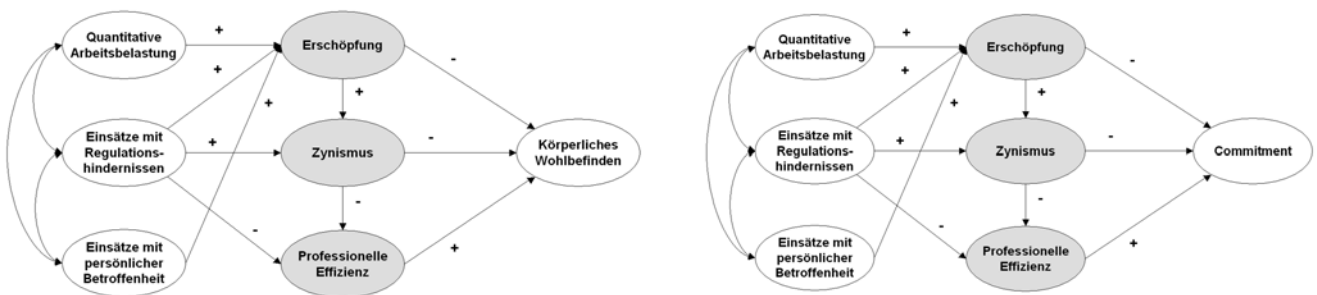 Quantitative
Arbeitsbelastung
Einsätze mit
Regulations-
hindernissen
Einsätze mit
persönlicher
Betroffenheit
+
+
+
+
-
Erschöpfung
+
Zynismus
-
Professionelle
Effizienz
-
-
+
Körperliches
Wohlbefinden
Quantitative
Arbeitsbelastung
Einsätze mit
Regulations-
hindernissen
Einsätze mit
persönlicher
Betroffenheit
+
+
+
+
-
Erschöpfung
+
Zynismus
-
Professionelle
Effizienz
-
-
+
Commitment